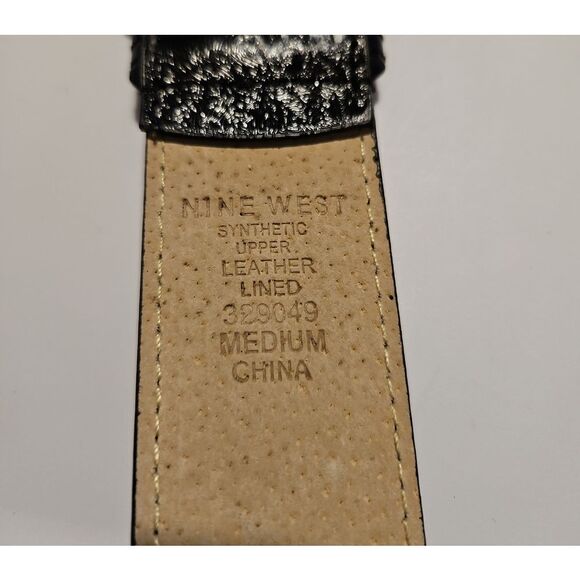 NINE WEST
SYNTHETIC
UPPER
LEATHER
LINED
329049
MEDIUM
CHINA